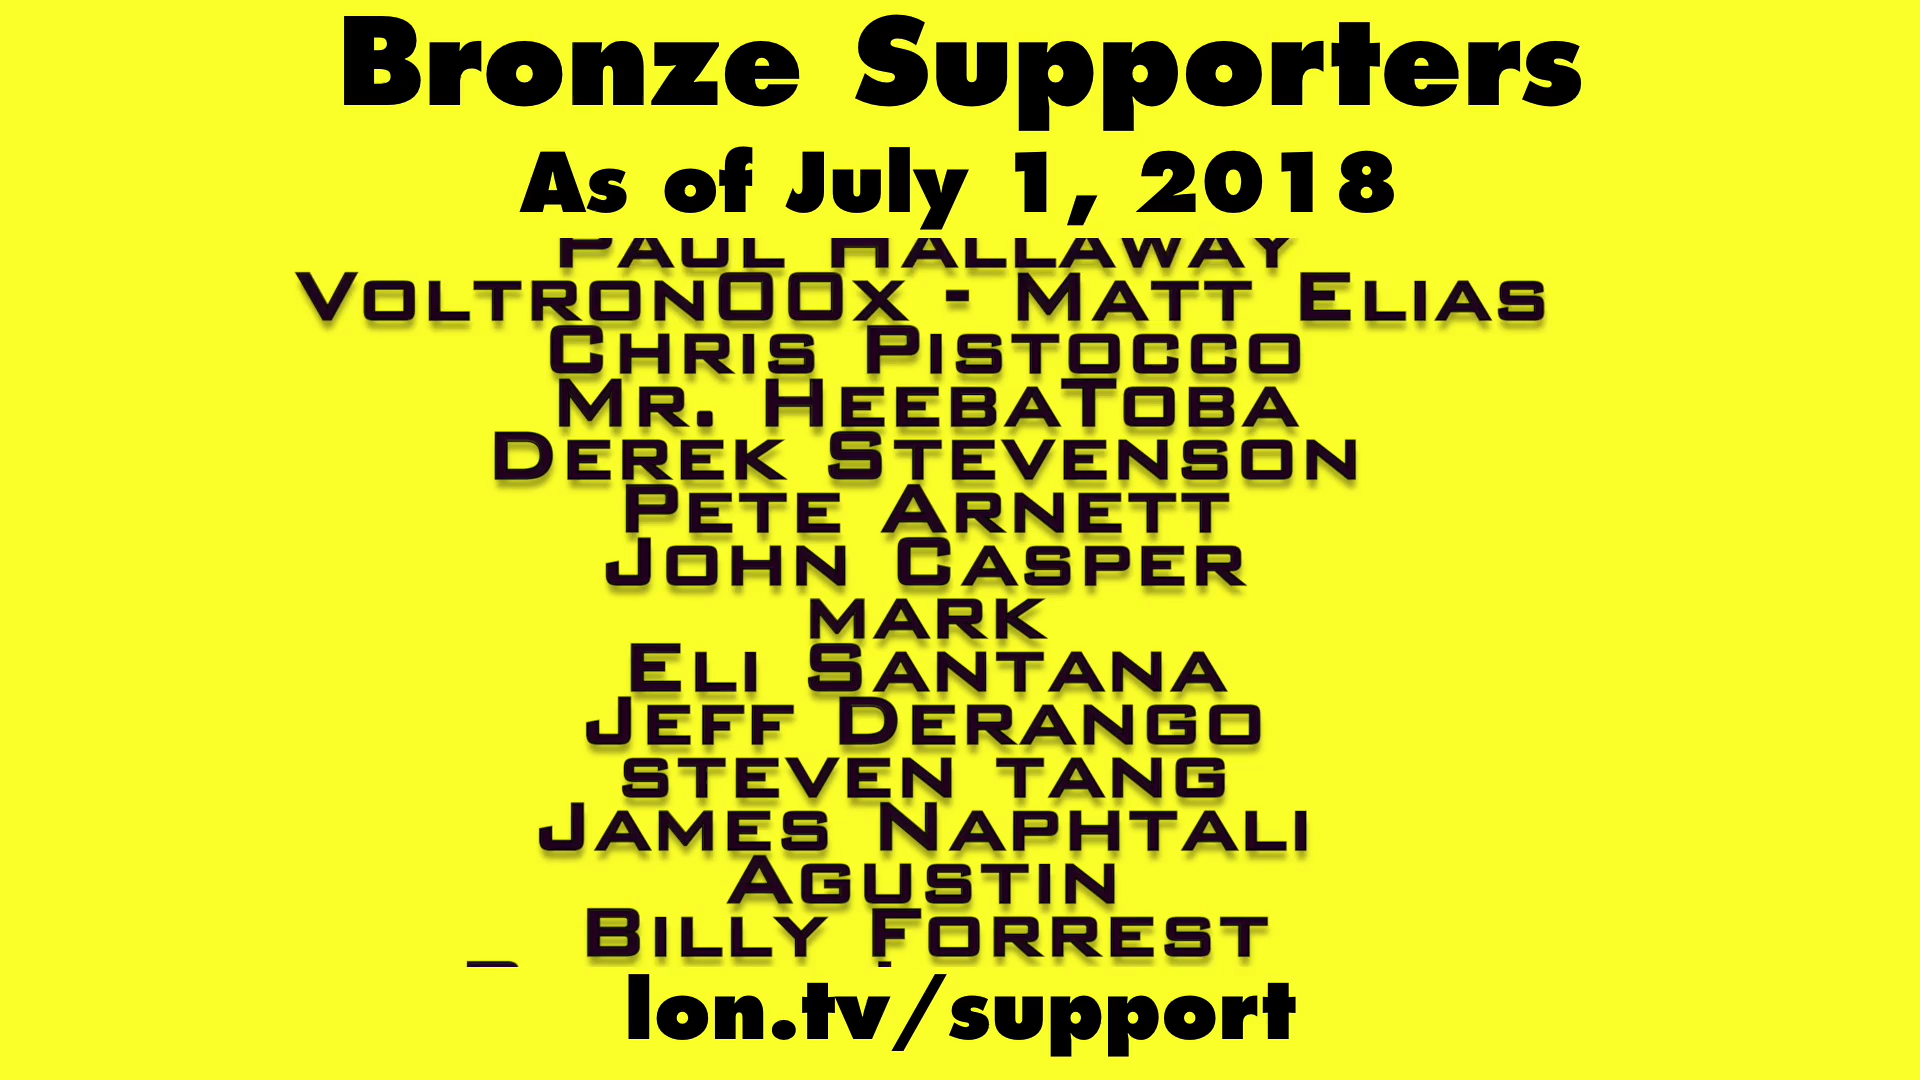 Bronze Supporters
As of July 1, 2018
Paul Hallaway
Voltron00x - Matt Elias
Chris Pistocco
Mr. HeebaToba
Derek Stevenson
Pete Arnett
John Casper
mark
Eli Santana
Jeff Derango
steven tang
James Naphtali
Agustin
Billy Forrest
lon.tv/support